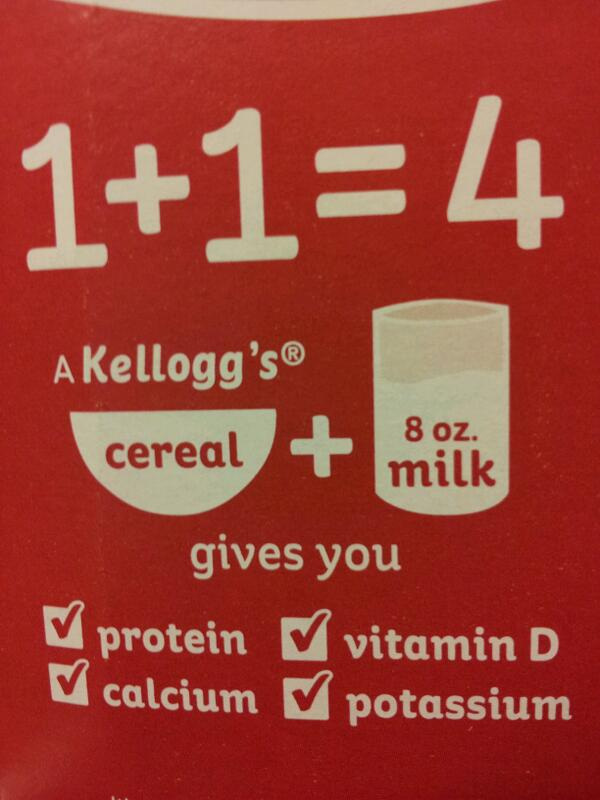 1+1=4
A Kellogg's®
cereal + 8 oz. milk
gives you
protein vitamin D
calcium potassium